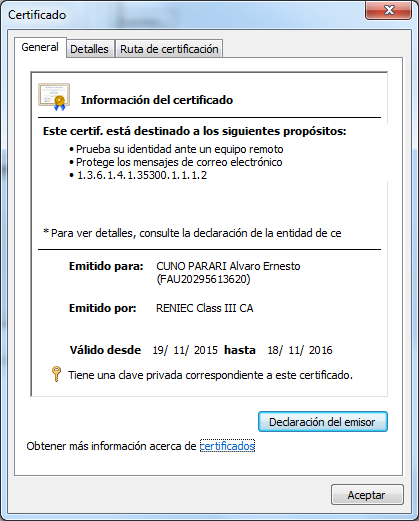 Certificado
General Detalles Ruta de certificación
Información del certificado
Este certif. está destinado a los siguientes propósitos:
• Prueba su identidad ante un equipo remoto
• Protege los mensajes de correo electrónico
• 1.3.6.1.4.1.35300.1.1.1.2
* Para ver detalles, consulte la declaración de la entidad de ce
Emitido para: CUNO PARARI Alvaro Ernesto
(FAU20295613620)
Emitido por: RENIEC Class III CA
Válido desde 19/ 11/ 2015 hasta 18/ 11/ 2016
Tiene una clave privada correspondiente a este certificado.
Declaración del emisor
Obtener más información acerca de certificados
Aceptar